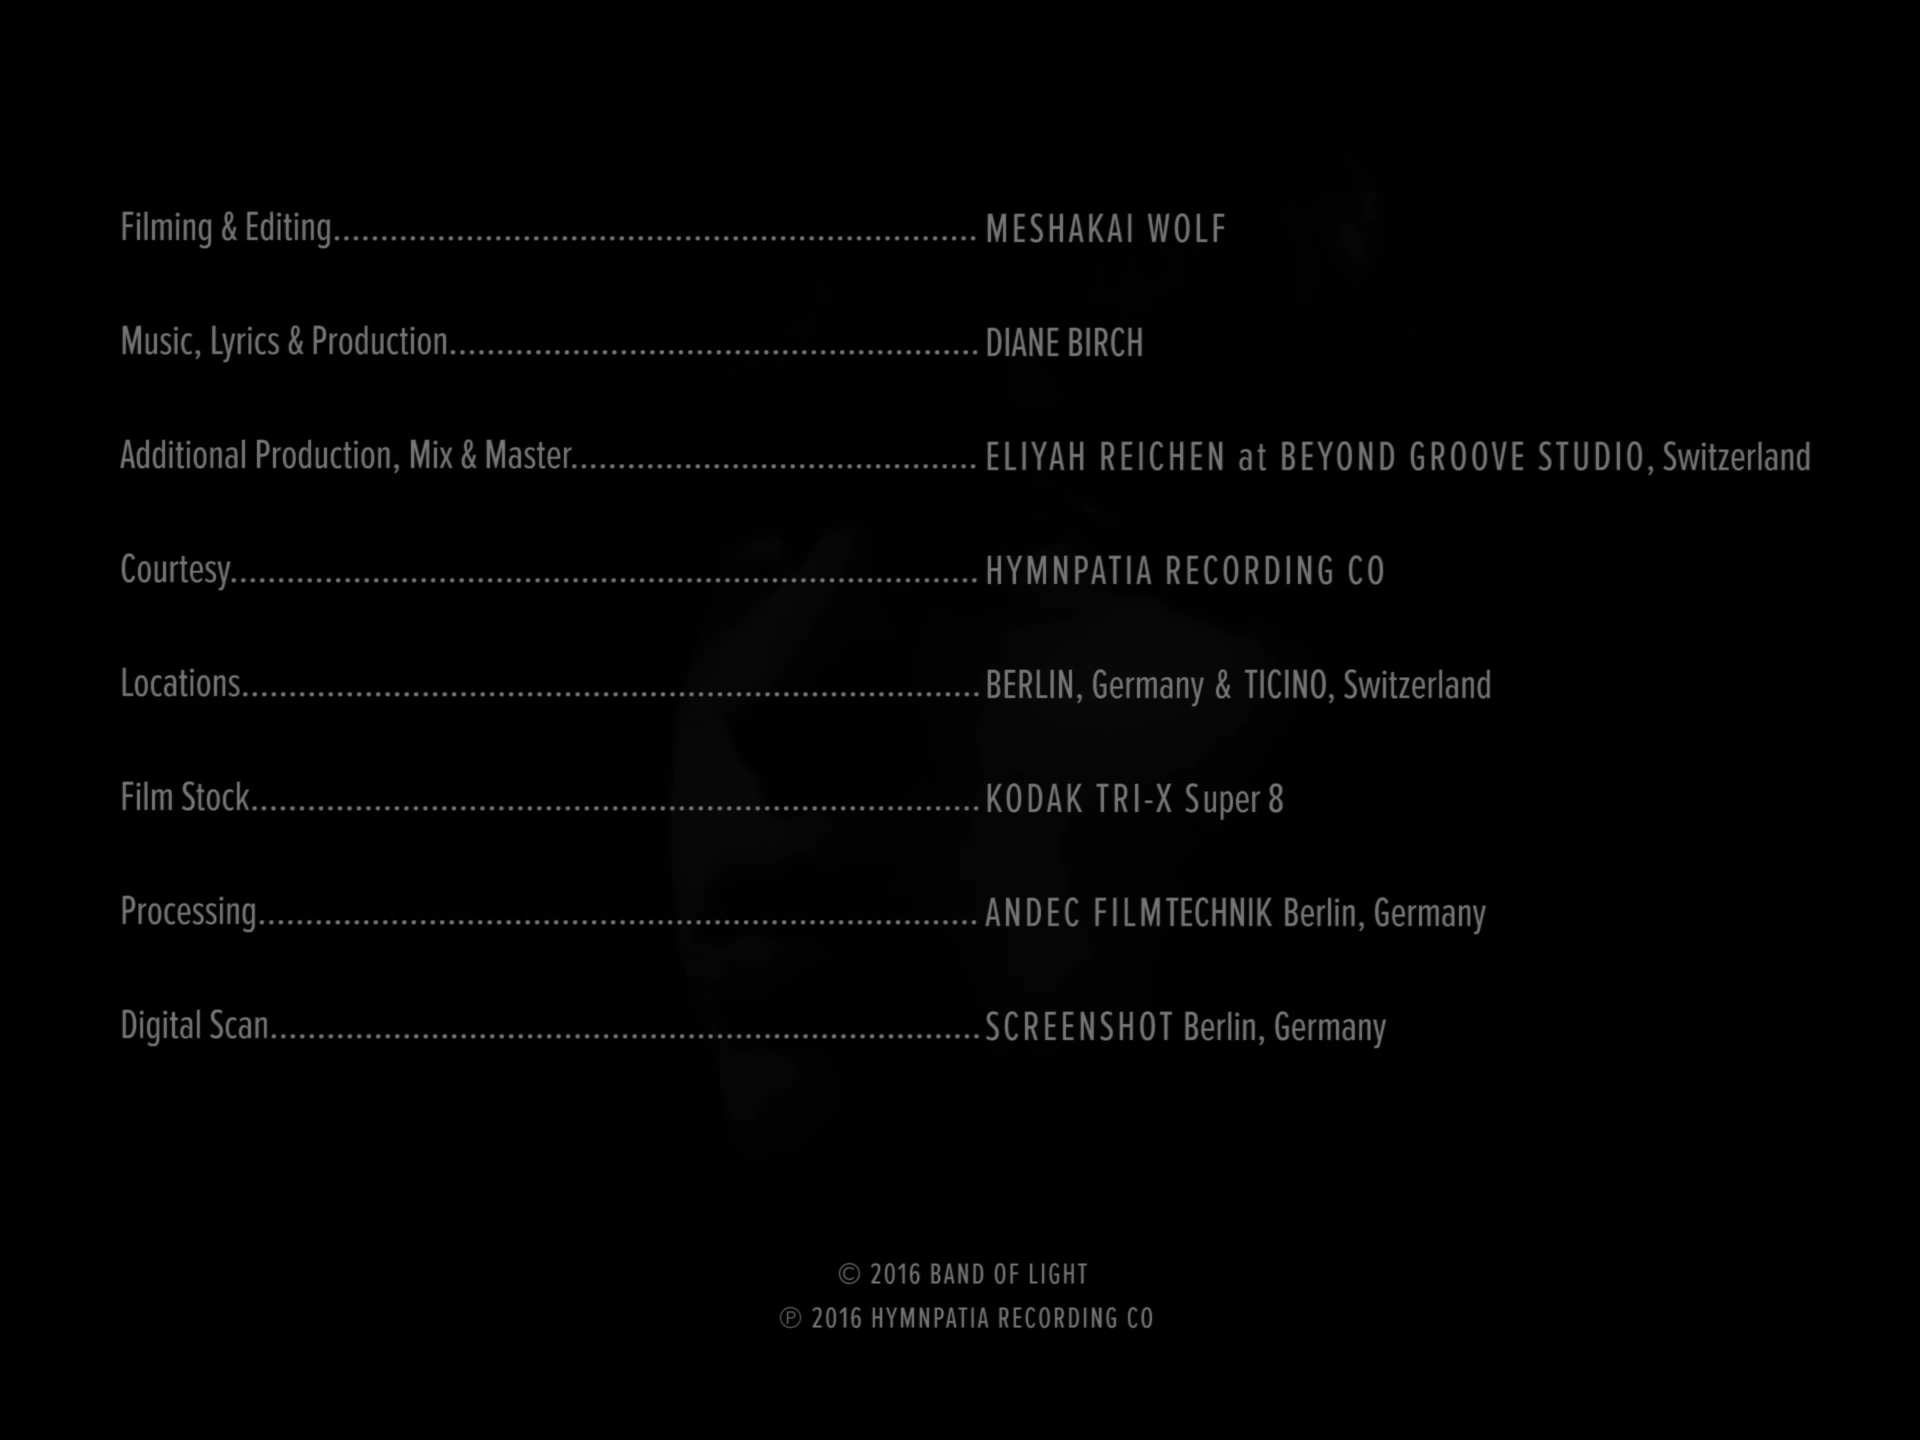 Filming & Editing.................................................................... MESHAKAI WOLF
Music, Lyrics & Production........................................................ DIANE BIRCH
Additional Production, Mix & Master........................................... ELIYAH REICHEN at BEYOND GROOVE STUDIO, Switzerland
Courtesy............................................................................... HYMNPATIA RECORDING CO
Locations.............................................................................. BERLIN, Germany & TICINO, Switzerland
Film Stock............................................................................. KODAK TRI-X Super 8
Processing............................................................................ ANDEC FILMTECHNIK Berlin, Germany
Digital Scan........................................................................... SCREENSHOT Berlin, Germany
© 2016 BAND OF LIGHT
℗ 2016 HYMNPATIA RECORDING CO